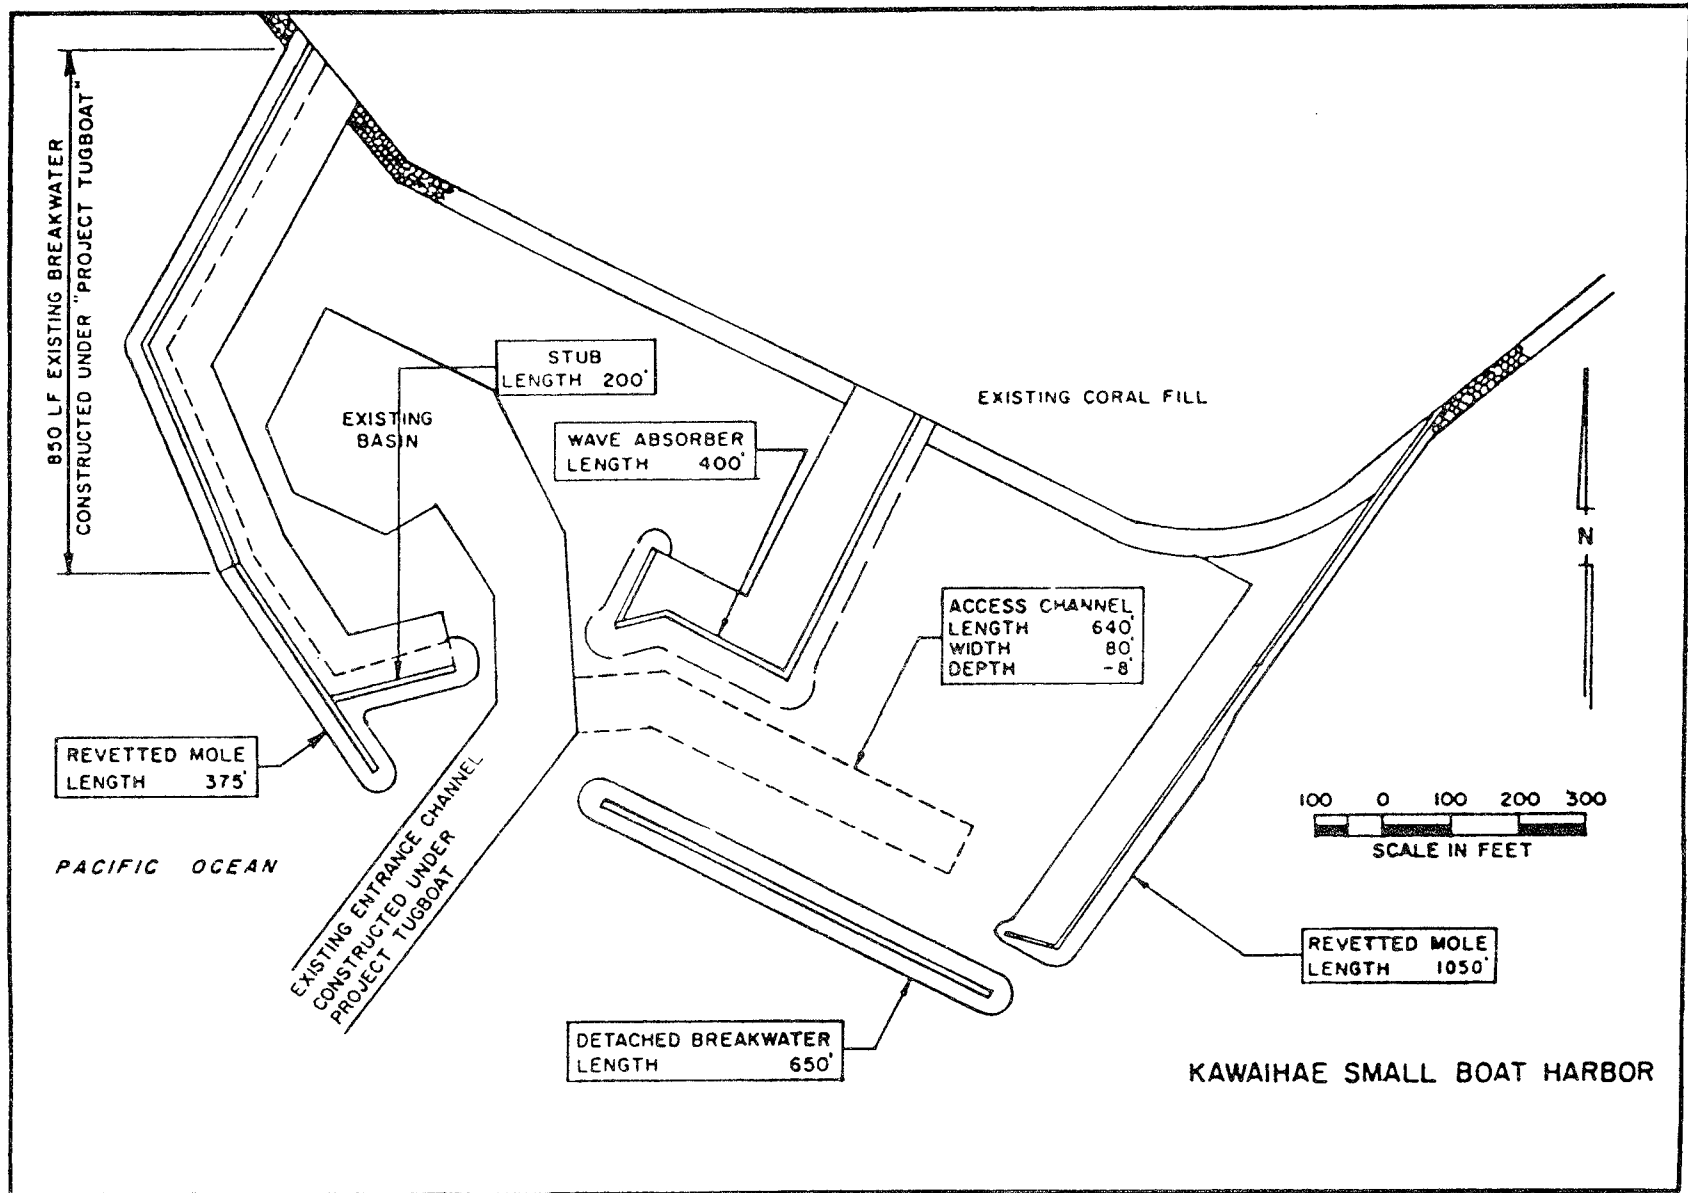 850 LF EXISTING BREAKWATER
CONSTRUCTED UNDER "PROJECT TUGBOAT"
STUB
LENGTH 200'
EXISTING
BASIN
WAVE ABSORBER
LENGTH 400'
EXISTING CORAL FILL
N
ACCESS CHANNEL
LENGTH 640'
WIDTH 80'
DEPTH -8'
REVETTED MOLE
LENGTH 375'
PACIFIC OCEAN
EXISTING ENTRANCE CHANNEL
CONSTRUCTED UNDER
PROJECT TUGBOAT
100 0 100 200 300
SCALE IN FEET
REVETTED MOLE
LENGTH 1050'
DETACHED BREAKWATER
LENGTH 650'
KAWAIHAE SMALL BOAT HARBOR